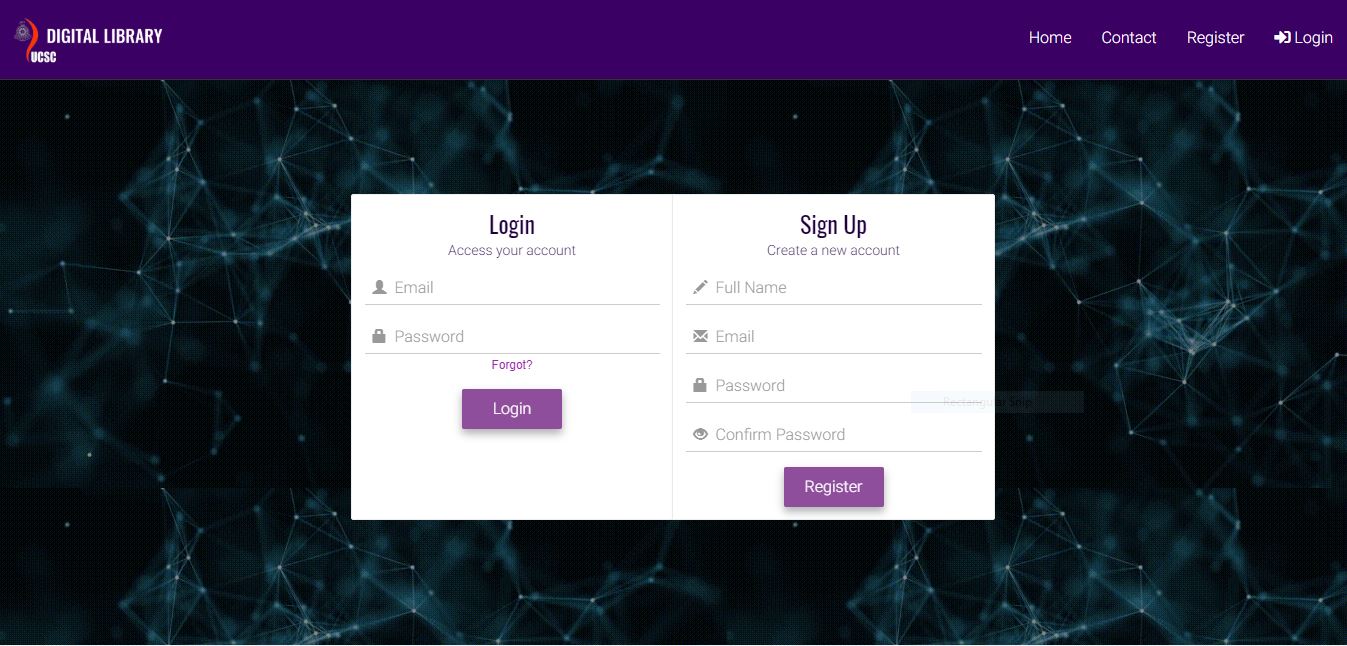 DIGITAL LIBRARY
UCSC
Home Contact Register Login
Login
Access your account
Email
Password
Forgot?
Login
Sign Up
Create a new account
Full Name
Email
Password
Rectangular Snip
Confirm Password
Register